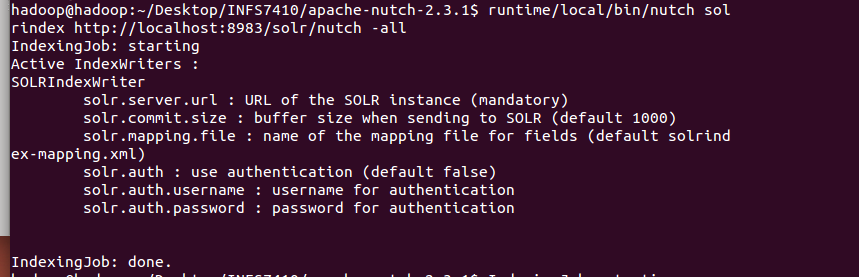 hadoop@hadoop:~/Desktop/INFS7410/apache-nutch-2.3.1$ runtime/local/bin/nutch sol
rindex http://localhost:8983/solr/nutch -all
IndexingJob: starting
Active IndexWriters :
SOLRIndexWriter
        solr.server.url : URL of the SOLR instance (mandatory)
        solr.commit.size : buffer size when sending to SOLR (default 1000)
        solr.mapping.file : name of the mapping file for fields (default solrind
ex-mapping.xml)
        solr.auth : use authentication (default false)
        solr.auth.username : username for authentication
        solr.auth.password : password for authentication
IndexingJob: done.